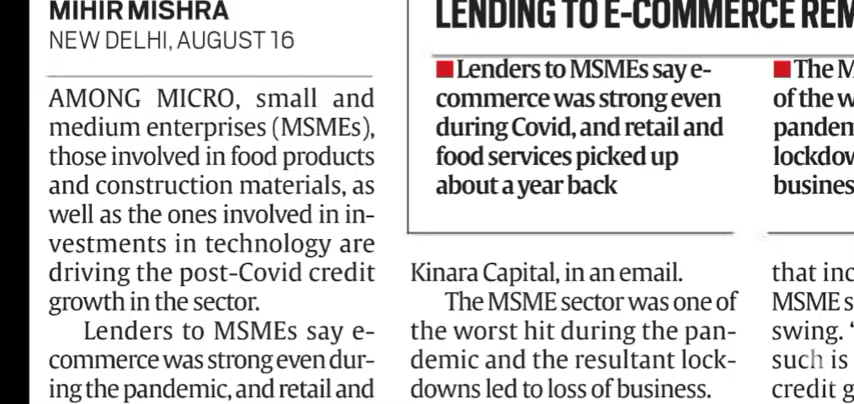 MIHIR MISHRA
NEW DELHI, AUGUST 16
AMONG MICRO, small and
medium enterprises (MSMEs),
those involved in food products
and construction materials, as
well as the ones involved in in-
vestments in technology are
driving the post-Covid credit
growth in the sector.
Lenders to MSMEs say e-
commerce was strong even dur-
ing the pandemic, and retail and
LENDING TO E-COMMERCE REM
Lenders to MSMEs say e-
commerce was strong even
during Covid, and retail and
food services picked up
about a year back
The M
of the w
pandem
lockdow
busines
Kinara Capital, in an email.
The MSME sector was one of
the worst hit during the pan-
demic and the resultant lock-
downs led to loss of business.
that inc
MSME s
swing. “
such is
credit g